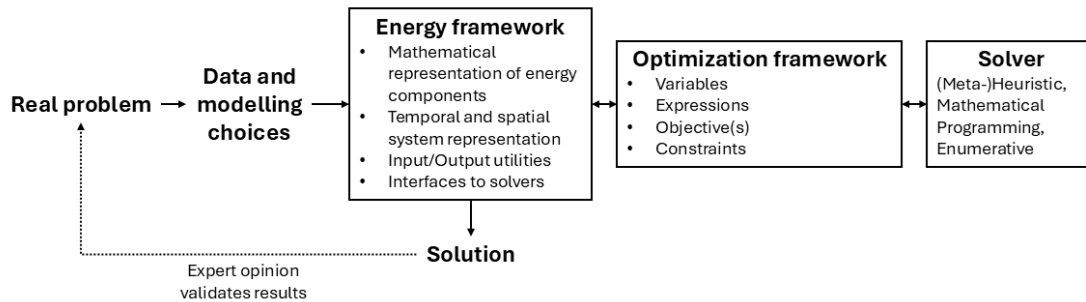 Real problem
Data and
modelling
choices
Energy framework
• Mathematical
representation of energy
components
• Temporal and spatial
system representation
• Input/Output utilities
• Interfaces to solvers
Optimization framework
• Variables
• Expressions
• Objective(s)
• Constraints
Solver
(Meta-)Heuristic,
Mathematical
Programming,
Enumerative
Solution
Expert opinion
validates results